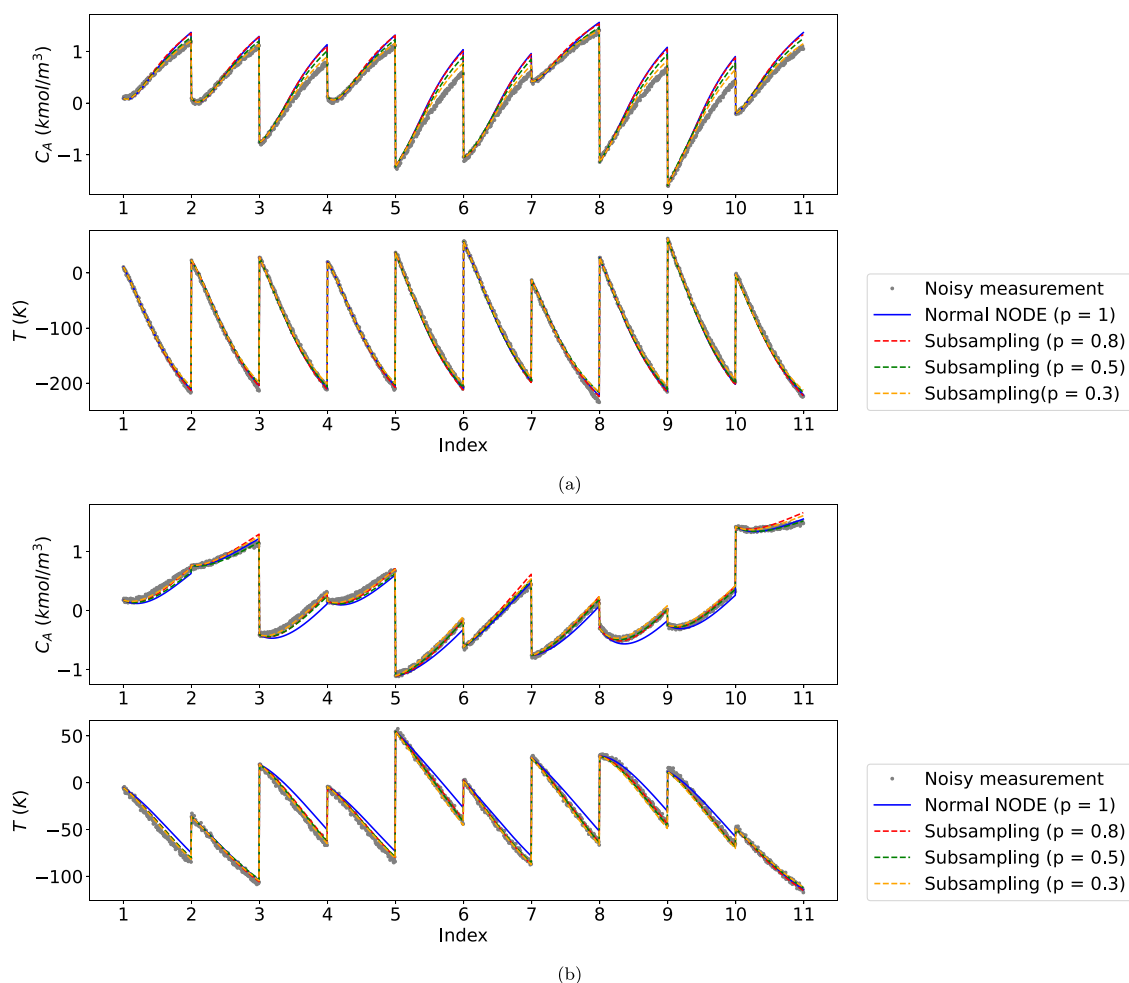 1
0
−1
C_A (kmol/m³)
1 2 3 4 5 6 7 8 9 10 11
0
−100
−200
T (K)
1 2 3 4 5 6 7 8 9 10 11
Index
Noisy measurement
Normal NODE (p = 1)
Subsampling (p = 0.8)
Subsampling (p = 0.5)
Subsampling(p = 0.3)
(a)
1
0
−1
C_A (kmol/m³)
1 2 3 4 5 6 7 8 9 10 11
50
0
−50
−100
T (K)
1 2 3 4 5 6 7 8 9 10 11
Index
Noisy measurement
Normal NODE (p = 1)
Subsampling (p = 0.8)
Subsampling (p = 0.5)
Subsampling (p = 0.3)
(b)